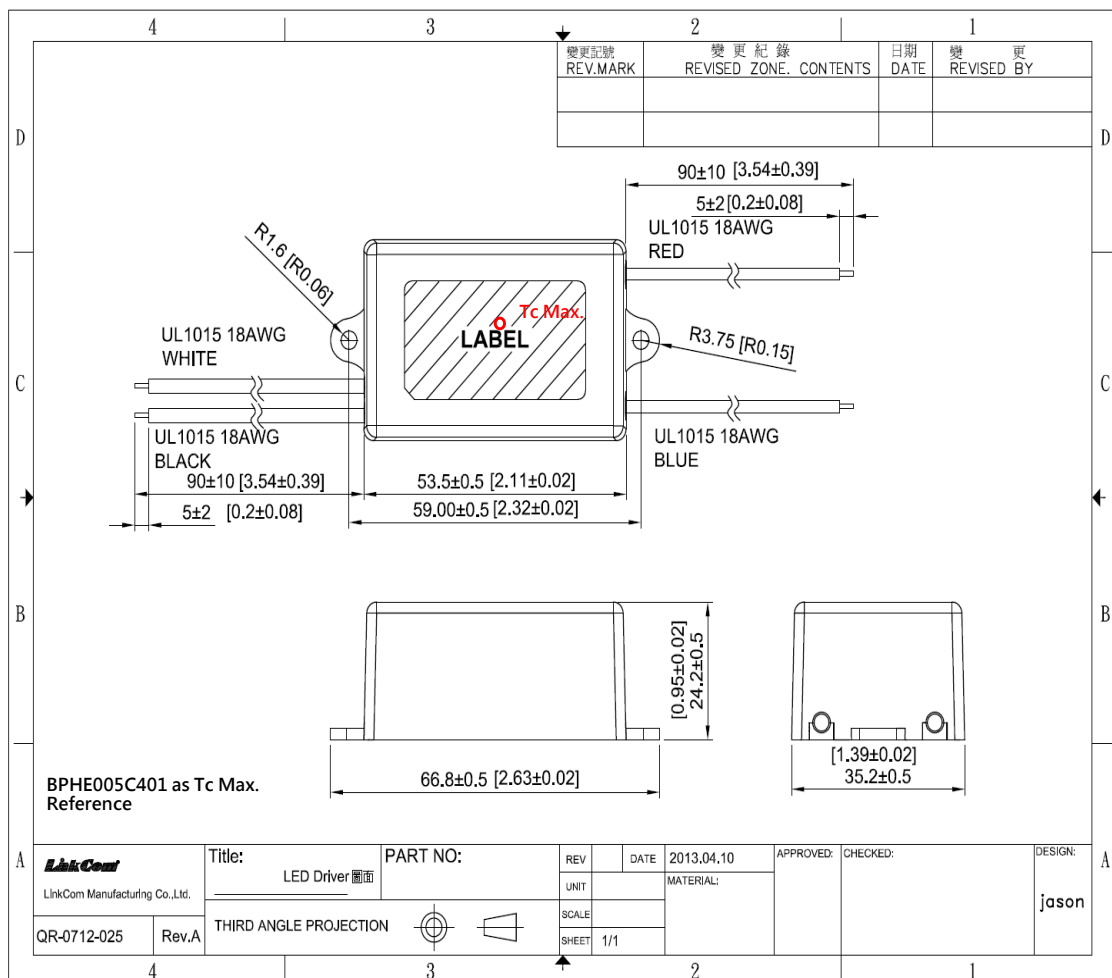 4 3 2 1
變更記號 變 更 紀 錄 日期 變 更
REV.MARK REVISED ZONE. CONTENTS DATE REVISED BY
D D
90±10 [3.54±0.39]
5±2 [0.2±0.08]
UL1015 18AWG
RED
R1.6 [R0.06]
Tc Max.
LABEL
R3.75 [R0.15]
UL1015 18AWG
WHITE
C C
UL1015 18AWG
BLACK
UL1015 18AWG
BLUE
90±10 [3.54±0.39]
53.5±0.5 [2.11±0.02]
5±2 [0.2±0.08]
59.00±0.5 [2.32±0.02]
B B
[0.95±0.02]
24.2±0.5
[1.39±0.02]
35.2±0.5
66.8±0.5 [2.63±0.02]
BPHE005C401 as Tc Max.
Reference
A A
LinkCom
LinkCom Manufacturing Co.,Ltd.
QR-0712-025 Rev.A
Title:
LED Driver 圖面
PART NO:
THIRD ANGLE PROJECTION
REV DATE 2013.04.10
UNIT MATERIAL:
SCALE
SHEET 1/1
APPROVED: CHECKED:
DESIGN:
jason
4 3 2 1